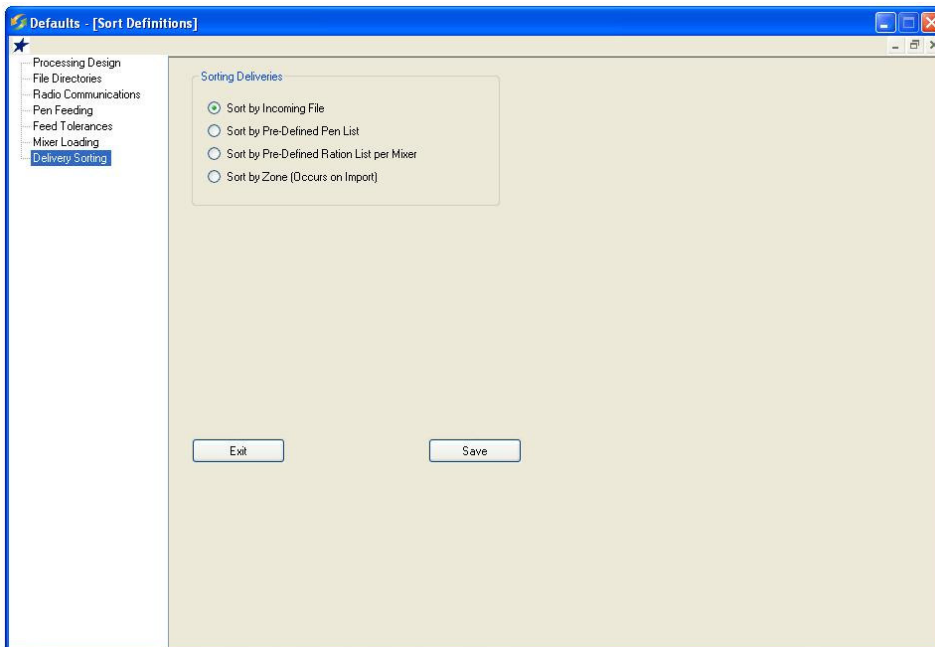 Defaults - [Sort Definitions]
Processing Design
File Directories
Radio Communications
Pen Feeding
Feed Tolerances
Mixer Loading
Delivery Sorting
Sorting Deliveries
Sort by Incoming File
Sort by Pre-Defined Pen List
Sort by Pre-Defined Ration List per Mixer
Sort by Zone (Occurs on Import)
Exit
Save